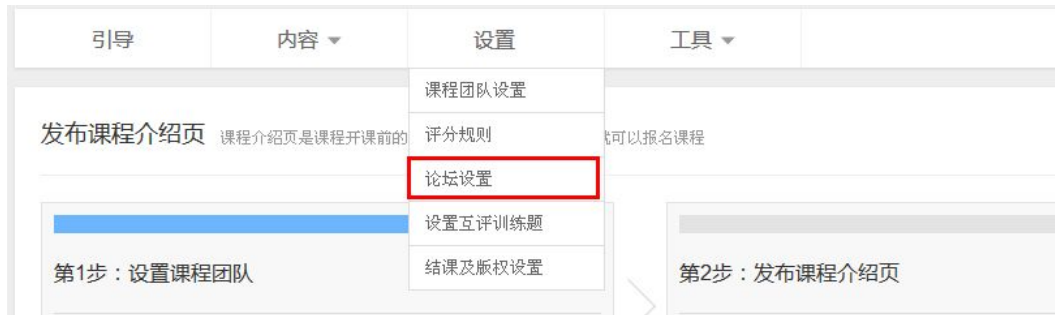 引导 内容 设置 工具
课程团队设置
发布课程介绍页 课程介绍页是课程开课前的 评分规则 就可以报名课程
论坛设置
设置互评训练题
第1步：设置课程团队 结课及版权设置 第2步：发布课程介绍页